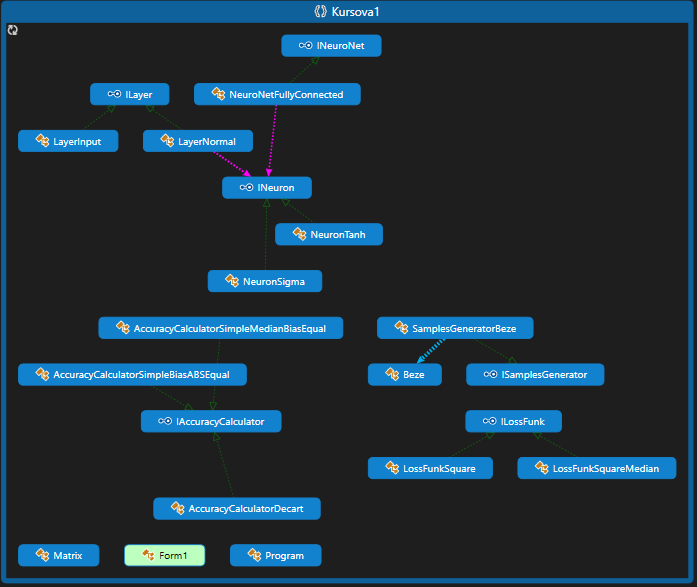 Kursova1
INeuroNet
ILayer
NeuroNetFullyConnected
LayerInput
LayerNormal
INeuron
NeuronTanh
NeuronSigma
AccuracyCalculatorSimpleMedianBiasEqual
SamplesGeneratorBeze
AccuracyCalculatorSimpleBiasABSEqual
Beze
ISamplesGenerator
IAccuracyCalculator
ILossFunk
LossFunkSquare
LossFunkSquareMedian
AccuracyCalculatorDecart
Matrix
Form1
Program